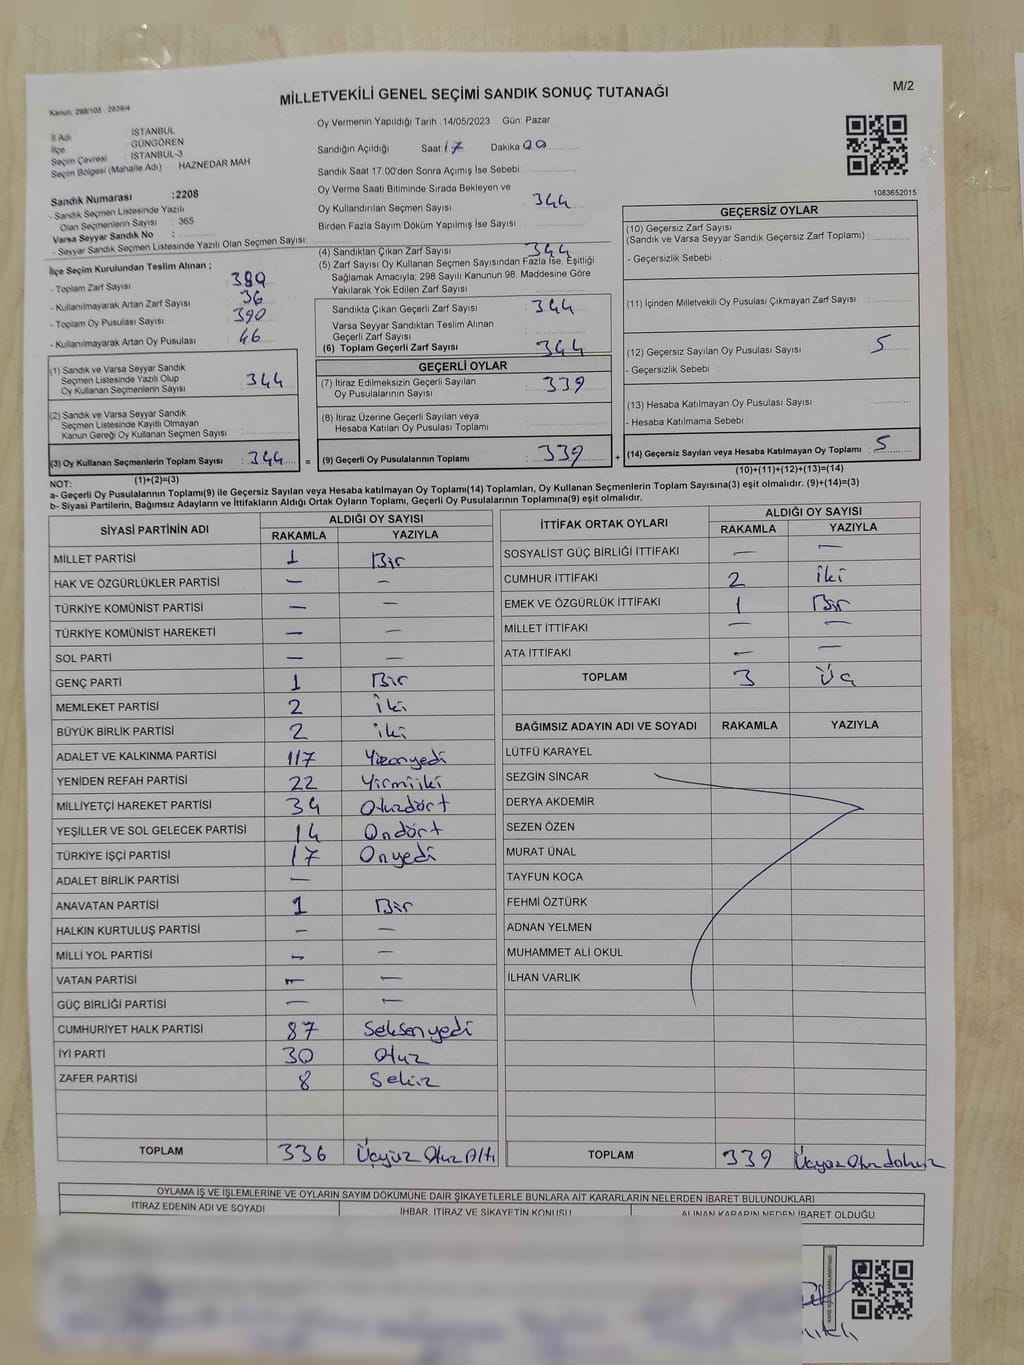 Kanun, 298/105 . 2839/4
MİLLETVEKİLİ GENEL SEÇİMİ SANDIK SONUÇ TUTANAĞI
M/2
İl Adı : İSTANBUL
İlçe : GÜNGÖREN
Seçim Çevresi : İSTANBUL-3
Seçim Bölgesi (Mahalle Adı) : HAZNEDAR MAH
Sandık Numarası :2208
- Sandık Seçmen Listesinde Yazılı
Olan Seçmenlerin Sayısı : 365
Varsa Seyyar Sandık No :
- Seyyar Sandık Seçmen Listesinde Yazılı Olan Seçmen Sayısı:
Oy Vermenin Yapıldığı Tarih :14/05/2023 Gün: Pazar
Sandığın Açıldığı Saat 17 Dakika 00
Sandık Saat 17.00'den Sonra Açımış İse Sebebi :
Oy Verme Saati Bitiminde Sırada Bekleyen ve
Oy Kullandırılan Seçmen Sayısı : 344
Birden Fazla Sayım Döküm Yapılmış İse Sayısı :
1083652015
İlçe Seçim Kurulundan Teslim Alınan ;
- Toplam Zarf Sayısı : 380
- Kullanılmayarak Artan Zarf Sayısı : 36
- Toplam Oy Pusulası Sayısı : 390
- Kullanılmayarak Artan Oy Pusulası : 46
(1) Sandık ve Varsa Seyyar Sandık
Seçmen Listesinde Yazılı Olup
Oy Kullanan Seçmenlerin Sayısı : 344
(2) Sandık ve Varsa Seyyar Sandık
Seçmen Listesinde Kayıtlı Olmayan
Kanun Gereği Oy Kullanan Seçmen Sayısı :
(3) Oy Kullanan Seçmenlerin Toplam Sayısı : 344 =
(1)+(2)=(3)
(4) Sandıktan Çıkan Zarf Sayısı : 344
(5) Zarf Sayısı Oy Kullanan Seçmen Sayısından Fazla İse, Eşitliği
Sağlamak Amacıyla; 298 Sayılı Kanunun 98. Maddesine Göre
Yakılarak Yok Edilen Zarf Sayısı :
Sandıkta Çıkan Geçerli Zarf Sayısı : 344
Varsa Seyyar Sandıktan Teslim Alınan
Geçerli Zarf Sayısı :
(6) Toplam Geçerli Zarf Sayısı : 344
GEÇERLİ OYLAR
(7) İtiraz Edilmeksizin Geçerli Sayılan
Oy Pusulalarının Sayısı : 339
(8) İtiraz Üzerine Geçerli Sayılan veya
Hesaba Katılan Oy Pusulası Toplamı :
(9) Geçerli Oy Pusulalarının Toplamı : 339 +
GEÇERSİZ OYLAR
(10) Geçersiz Zarf Sayısı
(Sandık ve Varsa Seyyar Sandık Geçersiz Zarf Toplamı) :
- Geçersizlik Sebebi :
(11) İçinden Milletvekili Oy Pusulası Çıkmayan Zarf Sayısı :
(12) Geçersiz Sayılan Oy Pusulası Sayısı : 5
- Geçersizlik Sebebi :
(13) Hesaba Katılmayan Oy Pusulası Sayısı :
- Hesaba Katılmama Sebebi :
(14) Geçersiz Sayılan veya Hesaba Katılmayan Oy Toplamı : 5
(10)+(11)+(12)+(13)=(14)
NOT:
a- Geçerli Oy Pusulalarının Toplamı(9) ile Geçersiz Sayılan veya Hesaba katılmayan Oy Toplamı(14) Toplamları, Oy Kullanan Seçmenlerin Toplam Sayısına(3) eşit olmalıdır. (9)+(14)=(3)
b- Siyasi Partilerin, Bağımsız Adayların ve İttifakların Aldığı Ortak Oyların Toplamı, Geçerli Oy Pusulalarının Toplamına(9) eşit olmalıdır.
SİYASİ PARTİNİN ADI ALDIĞI OY SAYISI
RAKAMLA YAZIYLA
MİLLET PARTİSİ 1 Bir
HAK VE ÖZGÜRLÜKLER PARTİSİ — —
TÜRKİYE KOMÜNİST PARTİSİ — —
TÜRKİYE KOMÜNİST HAREKETİ — —
SOL PARTİ — —
GENÇ PARTİ 1 Bir
MEMLEKET PARTİSİ 2 iki
BÜYÜK BİRLİK PARTİSİ 2 iki
ADALET VE KALKINMA PARTİSİ 117 Yüzonyedi
YENİDEN REFAH PARTİSİ 22 Yirmiiki
MİLLİYETÇİ HAREKET PARTİSİ 34 Otuzdört
YEŞİLLER VE SOL GELECEK PARTİSİ 14 Ondört
TÜRKİYE İŞÇİ PARTİSİ 17 Onyedi
ADALET BİRLİK PARTİSİ —
ANAVATAN PARTİSİ 1 Bir
HALKIN KURTULUŞ PARTİSİ — —
MİLLİ YOL PARTİSİ — —
VATAN PARTİSİ — —
GÜÇ BİRLİĞİ PARTİSİ — —
CUMHURİYET HALK PARTİSİ 87 Seksenyedi
İYİ PARTİ 30 Otuz
ZAFER PARTİSİ 8 Sekiz
TOPLAM 336 Üçyüz Otuz Altı
İTTİFAK ORTAK OYLARI ALDIĞI OY SAYISI
RAKAMLA YAZIYLA
SOSYALİST GÜÇ BİRLİĞİ İTTİFAKI — —
CUMHUR İTTİFAKI 2 iki
EMEK VE ÖZGÜRLÜK İTTİFAKI 1 Bir
MİLLET İTTİFAKI — —
ATA İTTİFAKI — —
TOPLAM 3 Üç
BAĞIMSIZ ADAYIN ADI VE SOYADI RAKAMLA YAZIYLA
LÜTFÜ KARAYEL
SEZGİN SİNCAR
DERYA AKDEMİR
SEZEN ÖZEN
MURAT ÜNAL
TAYFUN KOCA
FEHMİ ÖZTÜRK
ADNAN YELMEN
MUHAMMET ALİ OKUL
İLHAN VARLIK
TOPLAM 339 Üçyüz Otuzdokuz
OYLAMA İŞ VE İŞLEMLERİNE VE OYLARIN SAYIM DÖKÜMÜNE DAİR ŞİKAYETLERLE BUNLARA AİT KARARLARIN NELERDEN İBARET BULUNDUKLARI
İTİRAZ EDENİN ADI VE SOYADI İHBAR, İTİRAZ VE ŞİKAYETİN KONUSU ALINAN KARARIN NEDEN İBARET OLDUĞU